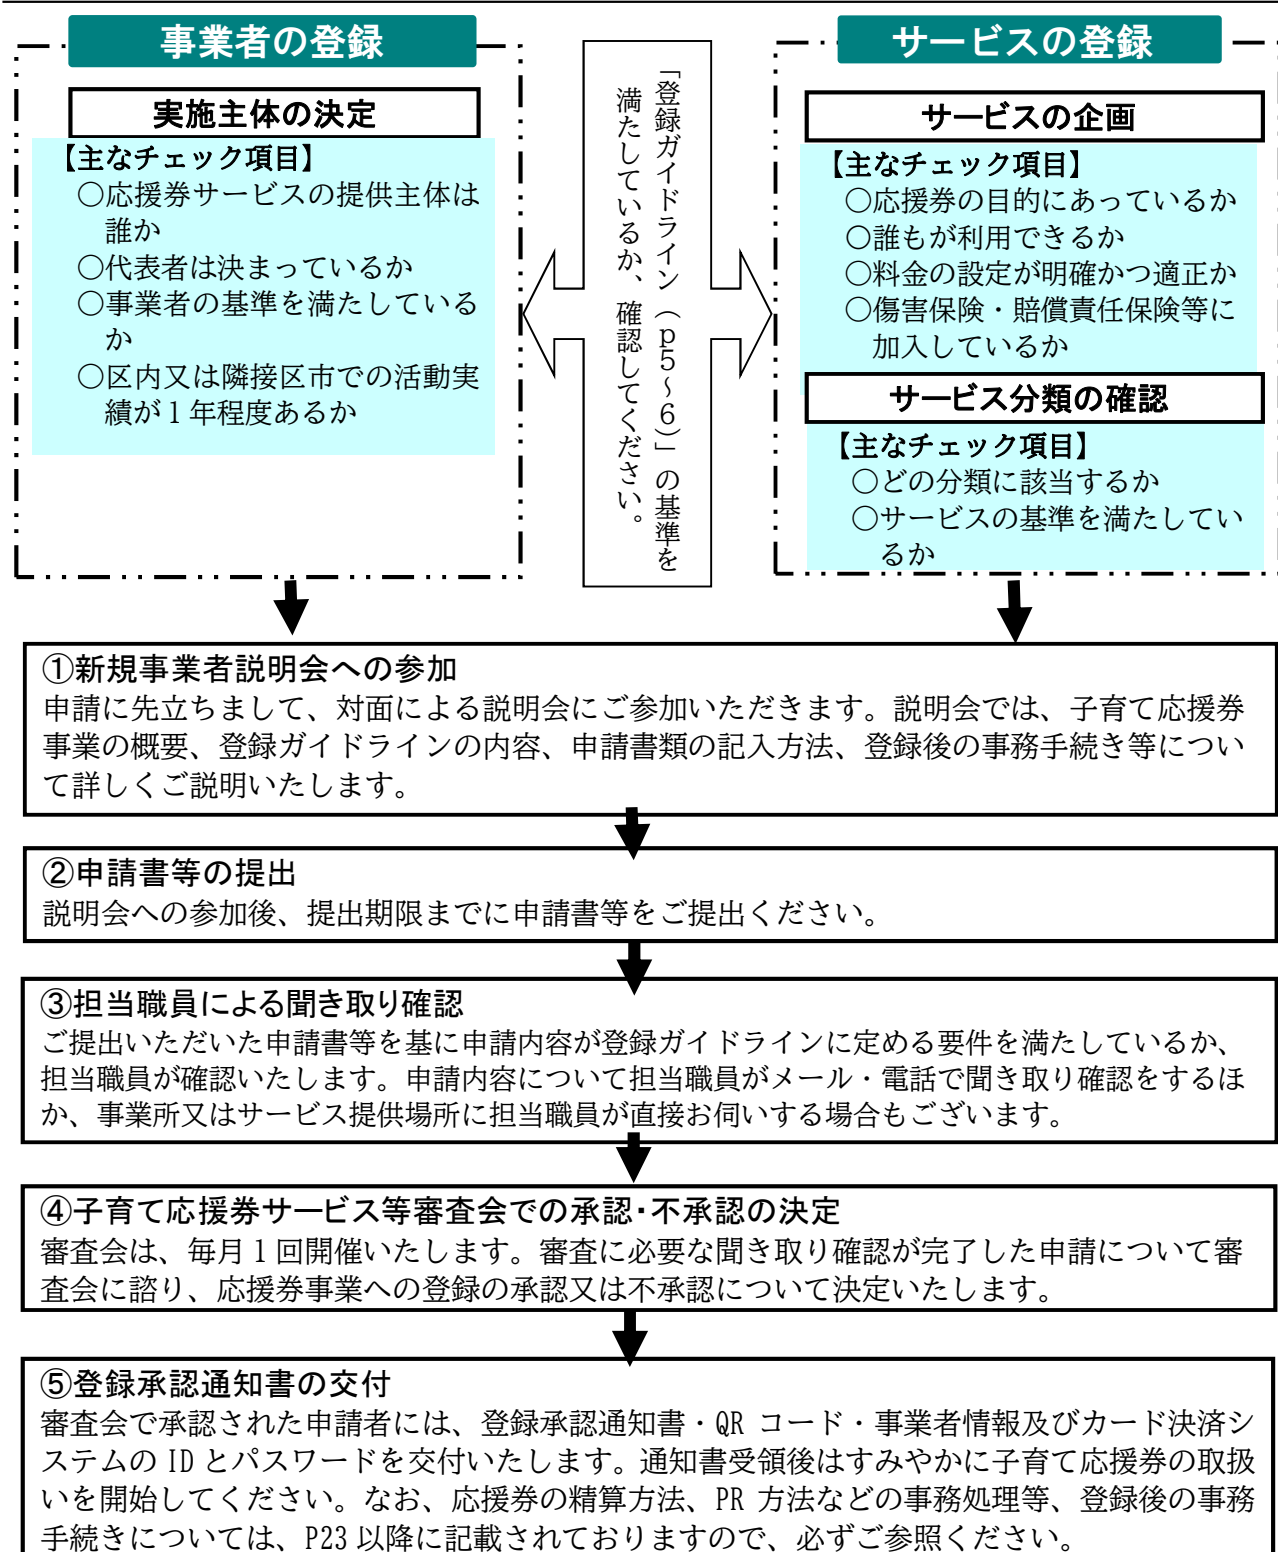 事業者の登録
実施主体の決定
【主なチェック項目】
○応援券サービスの提供主体は
誰か
○代表者は決まっているか
○事業者の基準を満たしている
か
○区内又は隣接区市での活動実
績が１年程度あるか
「登録ガイドライン（p5～6）」の基準を
満たしているか、確認してください。
サービスの登録
サービスの企画
【主なチェック項目】
○応援券の目的にあっているか
○誰もが利用できるか
○料金の設定が明確かつ適正か
○傷害保険・賠償責任保険等に
加入しているか
サービス分類の確認
【主なチェック項目】
○どの分類に該当するか
○サービスの基準を満たしてい
るか
①新規事業者説明会への参加
申請に先立ちまして、対面による説明会にご参加いただきます。説明会では、子育て応援券
事業の概要、登録ガイドラインの内容、申請書類の記入方法、登録後の事務手続き等につい
て詳しくご説明いたします。
②申請書等の提出
説明会への参加後、提出期限までに申請書等をご提出ください。
③担当職員による聞き取り確認
ご提出いただいた申請書等を基に申請内容が登録ガイドラインに定める要件を満たしているか、
担当職員が確認いたします。申請内容について担当職員がメール・電話で聞き取り確認をするほ
か、事業所又はサービス提供場所に担当職員が直接お伺いする場合もございます。
④子育て応援券サービス等審査会での承認・不承認の決定
審査会は、毎月１回開催いたします。審査に必要な聞き取り確認が完了した申請について審
査会に諮り、応援券事業への登録の承認又は不承認について決定いたします。
⑤登録承認通知書の交付
審査会で承認された申請者には、登録承認通知書・QR コード・事業者情報及びカード決済シ
ステムの ID とパスワードを交付いたします。通知書受領後はすみやかに子育て応援券の取扱
いを開始してください。なお、応援券の精算方法、PR 方法などの事務処理等、登録後の事務
手続きについては、P23 以降に記載されておりますので、必ずご参照ください。